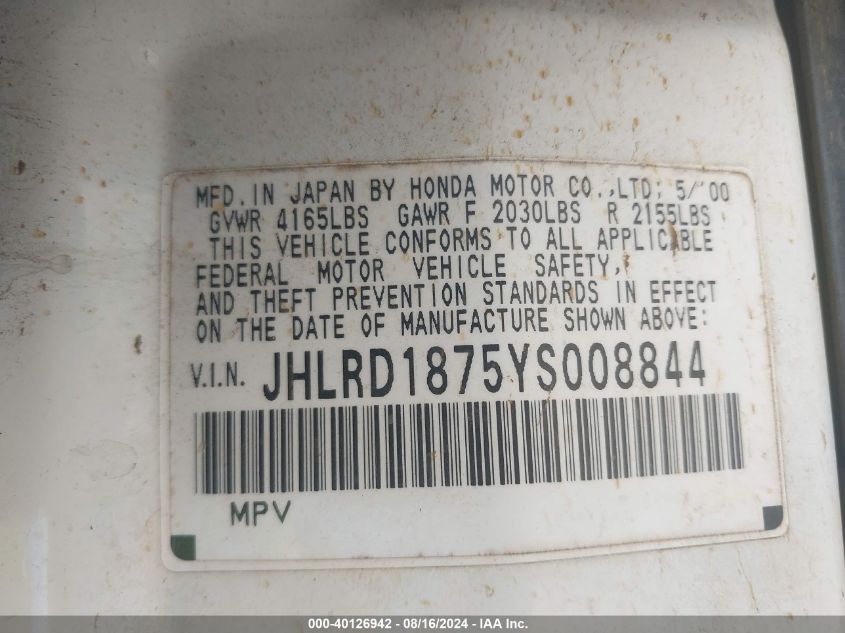 MFD. IN JAPAN BY HONDA MOTOR CO., LTD; 5/'00
GVWR 4165LBS GAWR F 2030LBS R 2155LBS
THIS VEHICLE CONFORMS TO ALL APPLICABLE
FEDERAL MOTOR VEHICLE SAFETY,
AND THEFT PREVENTION STANDARDS IN EFFECT
ON THE DATE OF MANUFACTURE SHOWN ABOVE:
V.I.N. JHLRD1875YS008844
MPV
000-40126942 - 08/16/2024 - IAA Inc.